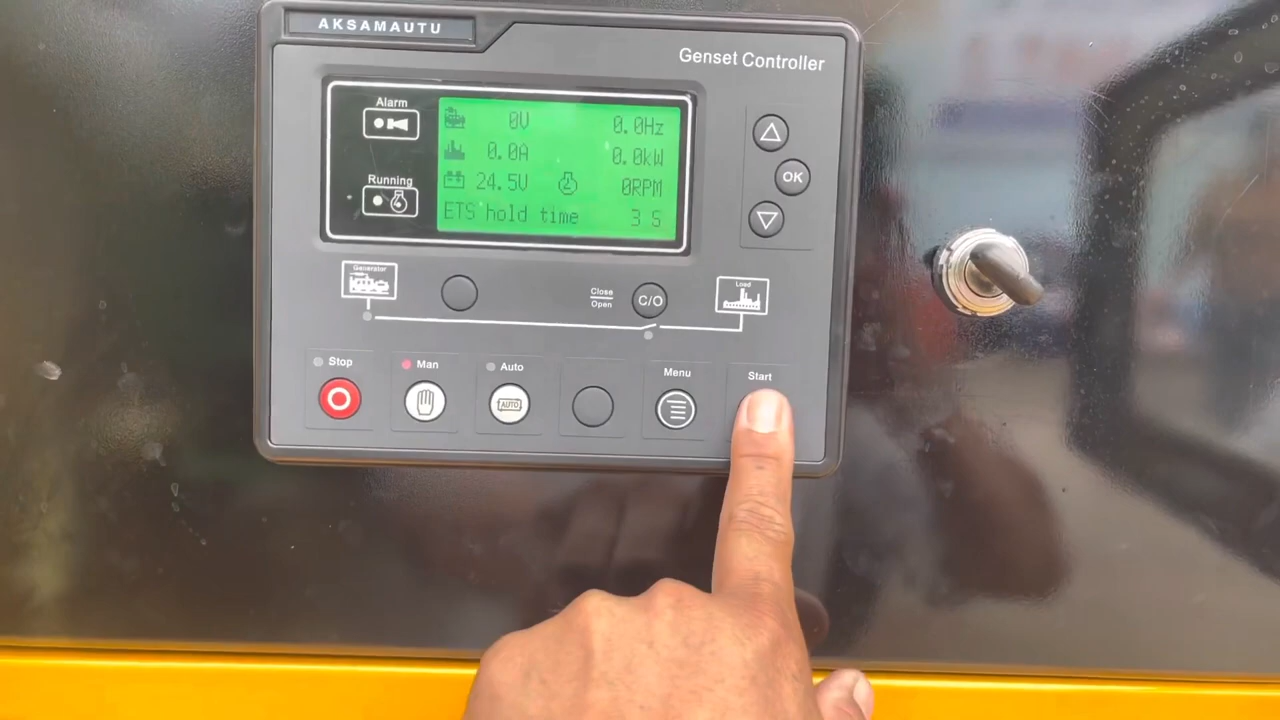 AKSAMAUTU
Genset Controller
Alarm
0V 0.0Hz
0.0A 0.0kW
Running
24.5V 0RPM
ETS hold time 3 S
Generator
Close
Open
C/O
Load
OK
Stop
Man
Auto
AUTO
Menu
Start